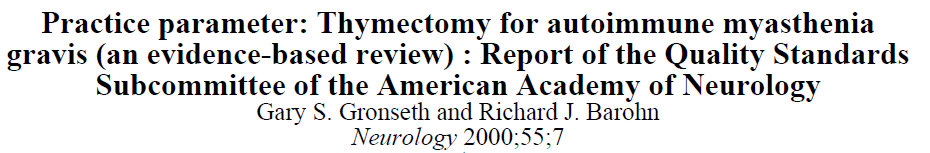 Practice parameter: Thymectomy for autoimmune myasthenia
gravis (an evidence-based review) : Report of the Quality Standards
Subcommittee of the American Academy of Neurology
Gary S. Gronseth and Richard J. Barohn
Neurology 2000;55;7